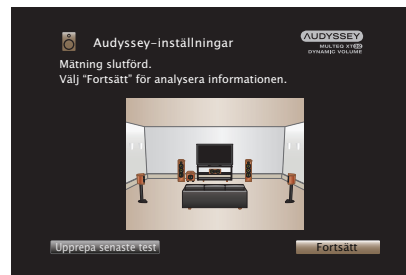 Audyssey-inställningar
AUDYSSEY
MULTEQ XT32
DYNAMIC VOLUME
Mätning slutförd.
Välj "Fortsätt" för analysera informationen.
Upprepa senaste test
Fortsätt